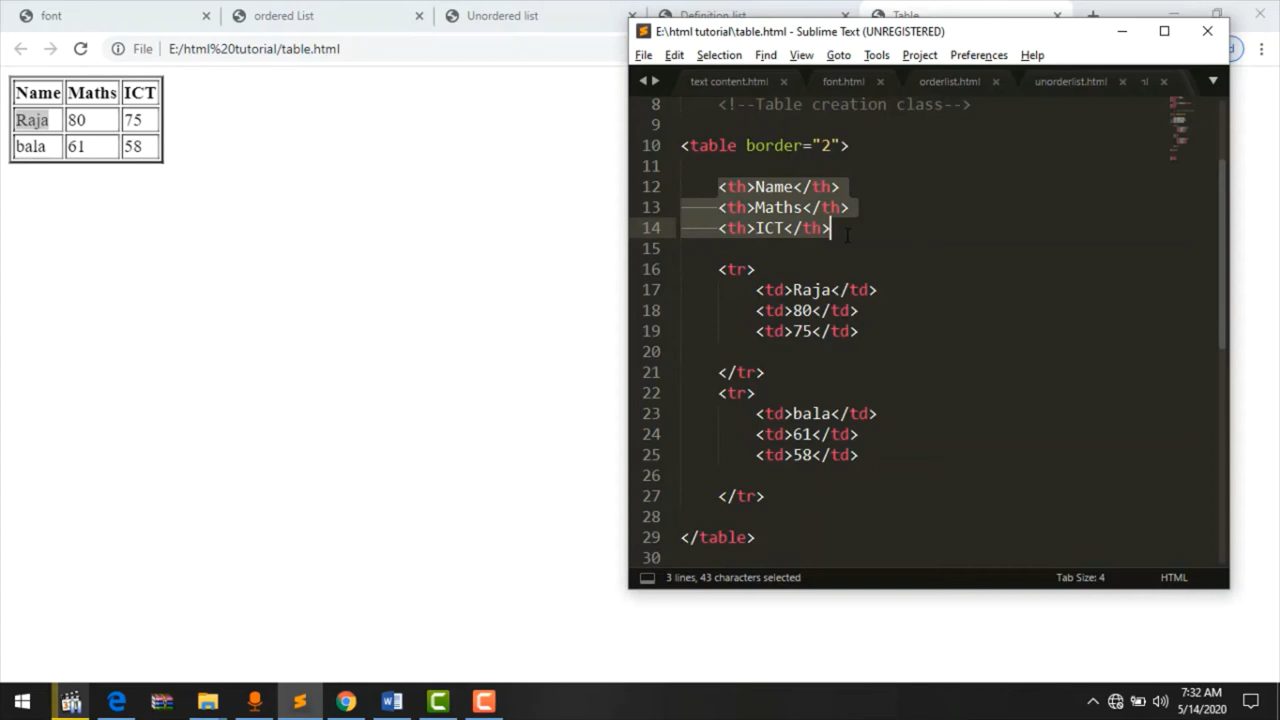 font
ordered List
Unordered list
Definition list
Table
File
E:/html%20tutorial/table.html
Name Maths ICT
Raja 80 75
bala 61 58
E:\html tutorial\table.html - Sublime Text (UNREGISTERED)
File Edit Selection Find View Goto Tools Project Preferences Help
text content.html font.html orderlist.html unorderlist.html nl
8 <!--Table creation class-->
9
10 <table border="2">
11
12 <th>Name</th>
13 <th>Maths</th>
14 <th>ICT</th>
15
16 <tr>
17 <td>Raja</td>
18 <td>80</td>
19 <td>75</td>
20
21 </tr>
22 <tr>
23 <td>bala</td>
24 <td>61</td>
25 <td>58</td>
26
27 </tr>
28
29 </table>
30
3 lines, 43 characters selected Tab Size: 4 HTML
7:32 AM
5/14/2020